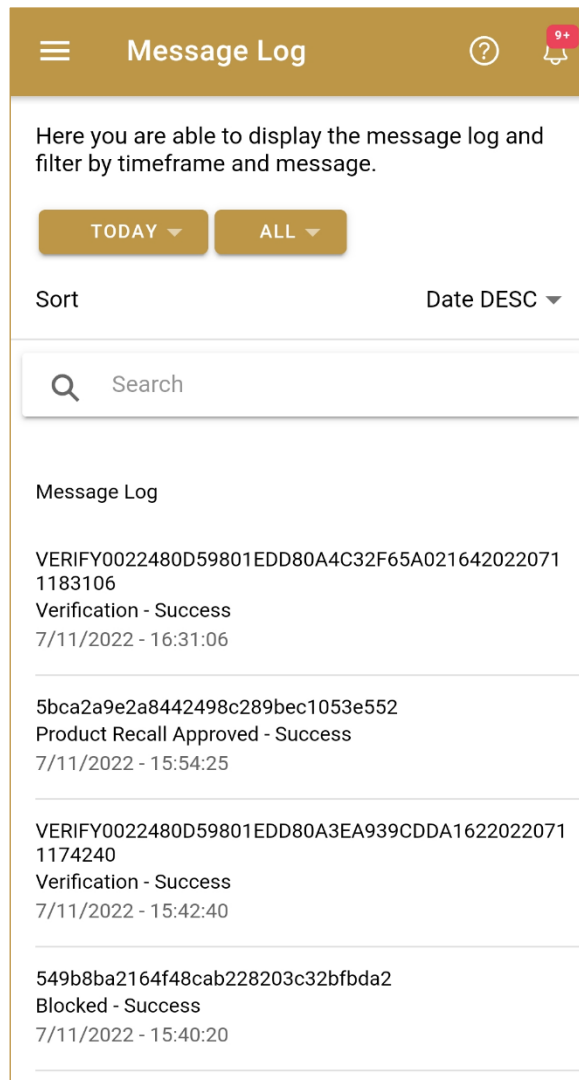 Message Log
9+
Here you are able to display the message log and
filter by timeframe and message.
TODAY ALL
Sort Date DESC
Search
Message Log
VERIFY0022480D59801EDD80A4C32F65A021642022071
1183106
Verification - Success
7/11/2022 - 16:31:06
5bca2a9e2a8442498c289bec1053e552
Product Recall Approved - Success
7/11/2022 - 15:54:25
VERIFY0022480D59801EDD80A3EA939CDDA1622022071
1174240
Verification - Success
7/11/2022 - 15:42:40
549b8ba2164f48cab228203c32bfbda2
Blocked - Success
7/11/2022 - 15:40:20